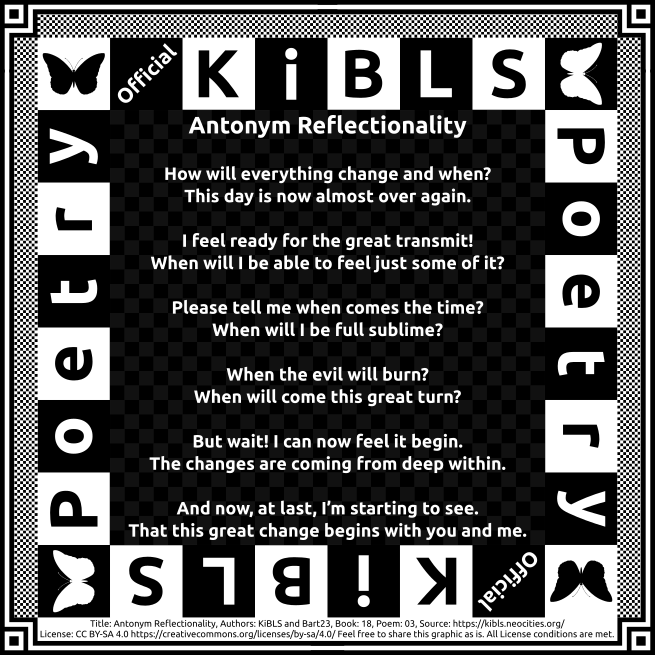 Official KiBLS
Poetry
Poetry
Antonym Reflectionality
How will everything change and when?
This day is now almost over again.
I feel ready for the great transmit!
When will I be able to feel just some of it?
Please tell me when comes the time?
When will I be full sublime?
When the evil will burn?
When will come this great turn?
But wait! I can now feel it begin.
The changes are coming from deep within.
And now, at last, I'm starting to see.
That this great change begins with you and me.
Official KiBLS
Title: Antonym Reflectionality, Authors: KiBLS and Bart23, Book: 18, Poem: 03, Source: https://kibls.neocities.org/
License: CC BY-SA 4.0 https://creativecommons.org/licenses/by-sa/4.0/ Feel free to share this graphic as is. All License conditions are met.